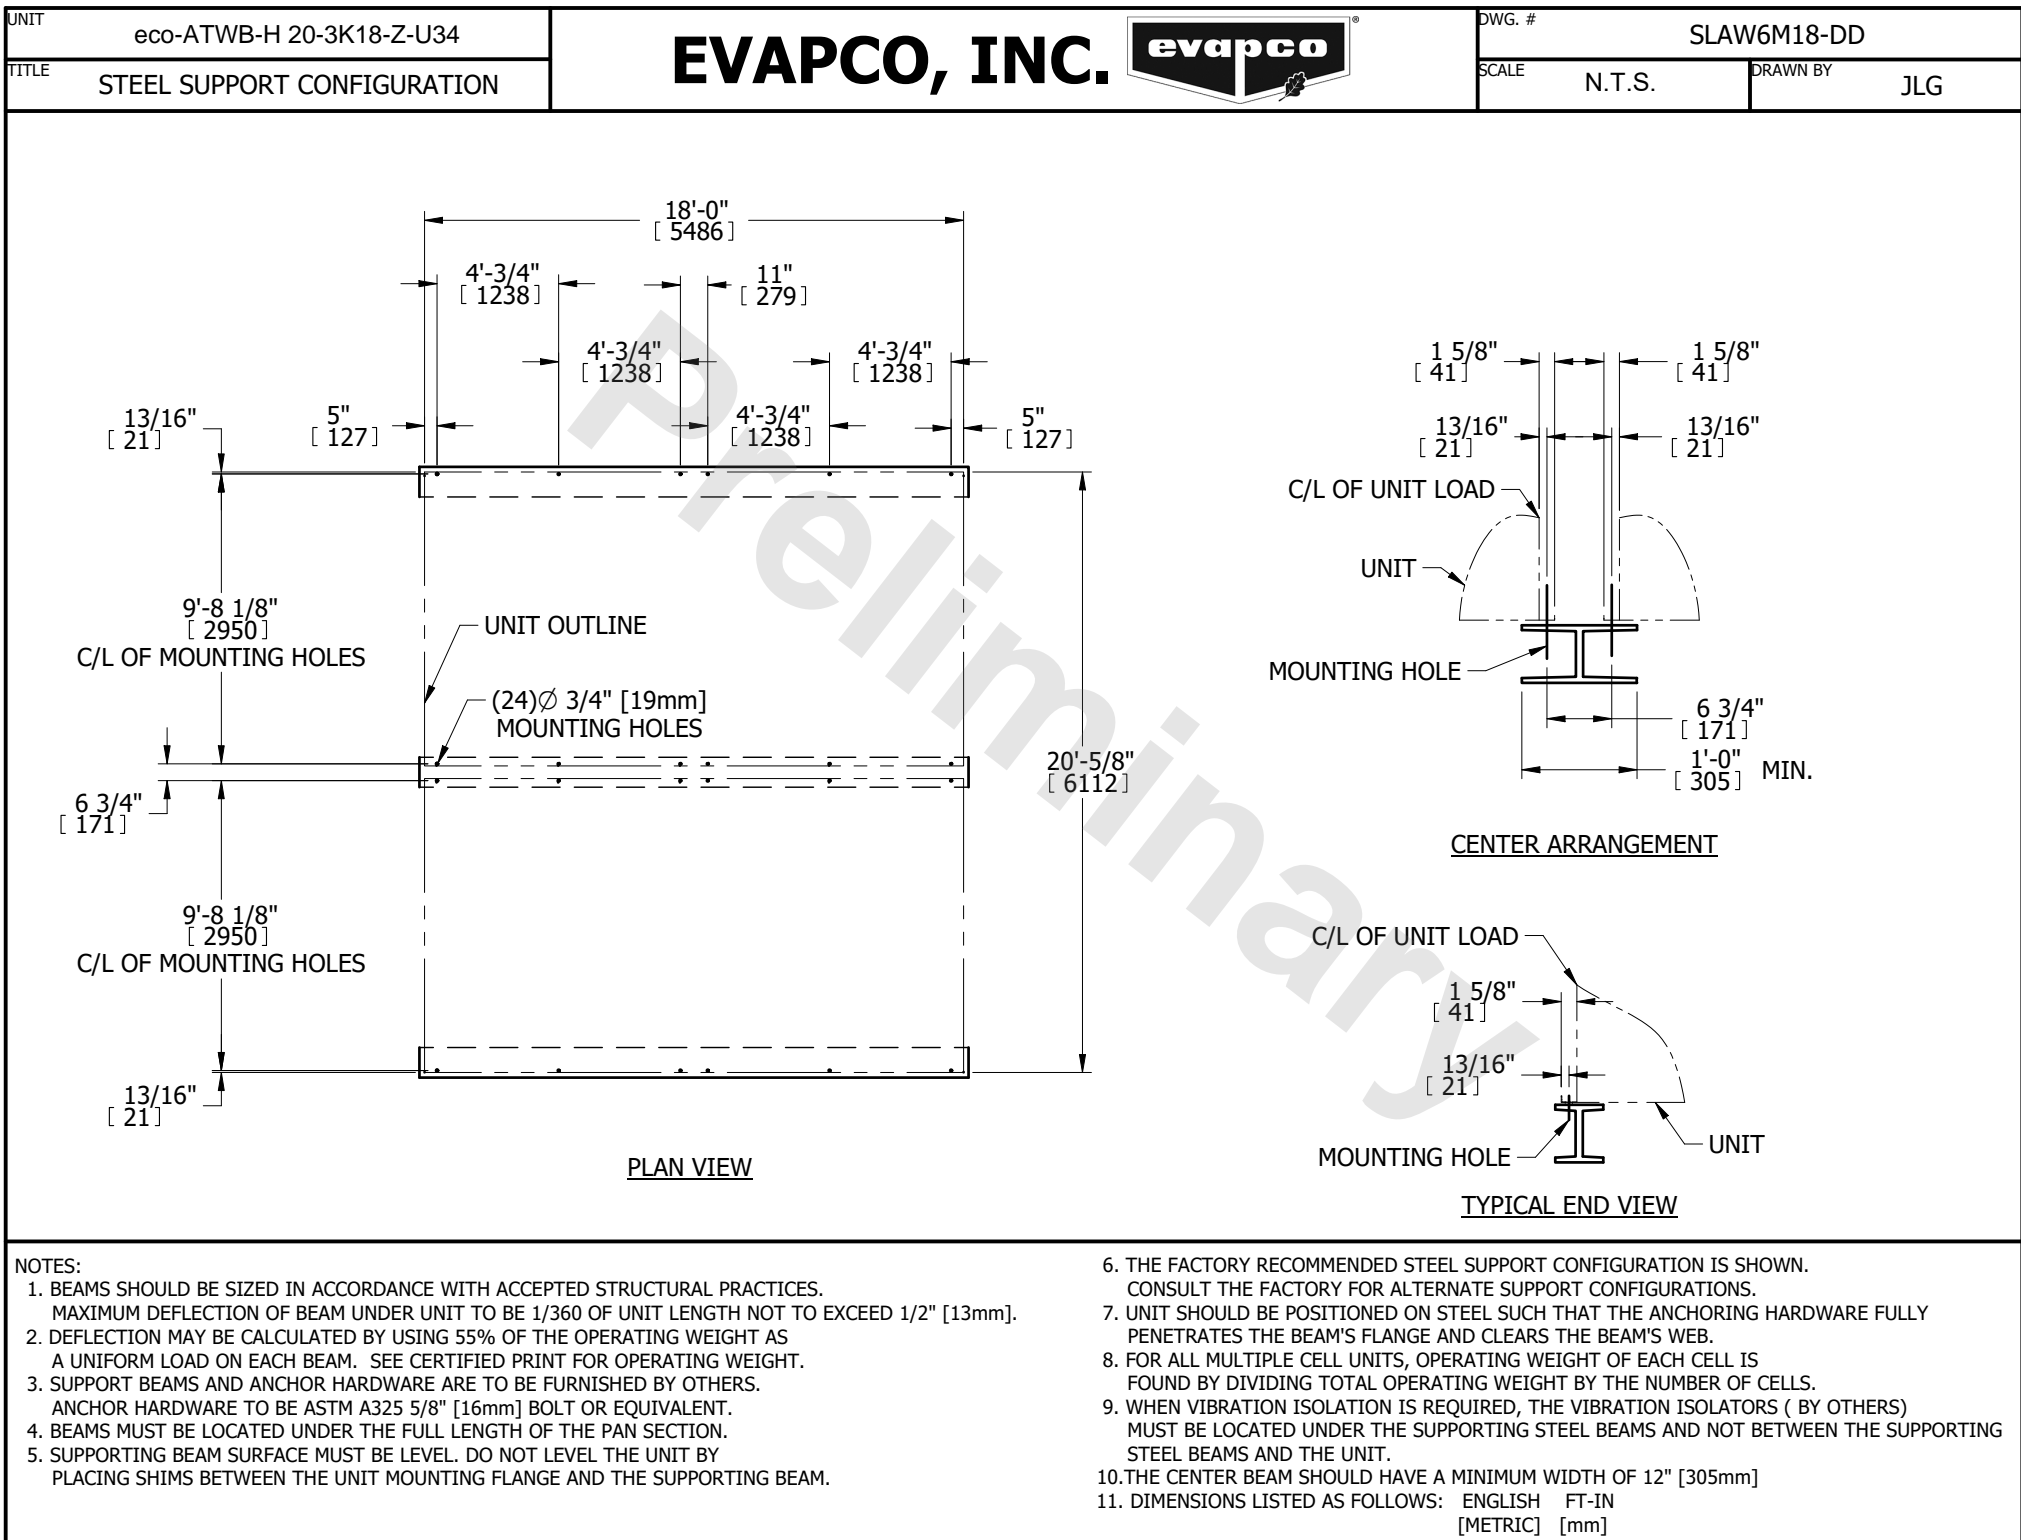 UNIT
eco-ATWB-H 20-3K18-Z-U34
TITLE
STEEL SUPPORT CONFIGURATION
EVAPCO, INC.
evapco
®
DWG. #
SLAW6M18-DD
SCALE
N.T.S.
DRAWN BY
JLG
18'-0"
[ 5486 ]
4'-3/4"
[ 1238 ]
11"
[ 279 ]
4'-3/4"
[ 1238 ]
4'-3/4"
[ 1238 ]
13/16"
[ 21 ]
5"
[ 127 ]
4'-3/4"
[ 1238 ]
5"
[ 127 ]
9'-8 1/8"
[ 2950 ]
C/L OF MOUNTING HOLES
UNIT OUTLINE
(24)∅ 3/4" [19mm]
MOUNTING HOLES
6 3/4"
[ 171 ]
20'-5/8"
[ 6112 ]
9'-8 1/8"
[ 2950 ]
C/L OF MOUNTING HOLES
13/16"
[ 21 ]
PLAN VIEW
Preliminary
1 5/8"
[ 41 ]
1 5/8"
[ 41 ]
13/16"
[ 21 ]
13/16"
[ 21 ]
C/L OF UNIT LOAD
UNIT
MOUNTING HOLE
6 3/4"
[ 171 ]
1'-0"
[ 305 ]
MIN.
CENTER ARRANGEMENT
C/L OF UNIT LOAD
1 5/8"
[ 41 ]
13/16"
[ 21 ]
MOUNTING HOLE
UNIT
TYPICAL END VIEW
NOTES:
1. BEAMS SHOULD BE SIZED IN ACCORDANCE WITH ACCEPTED STRUCTURAL PRACTICES.
MAXIMUM DEFLECTION OF BEAM UNDER UNIT TO BE 1/360 OF UNIT LENGTH NOT TO EXCEED 1/2" [13mm].
2. DEFLECTION MAY BE CALCULATED BY USING 55% OF THE OPERATING WEIGHT AS
A UNIFORM LOAD ON EACH BEAM. SEE CERTIFIED PRINT FOR OPERATING WEIGHT.
3. SUPPORT BEAMS AND ANCHOR HARDWARE ARE TO BE FURNISHED BY OTHERS.
ANCHOR HARDWARE TO BE ASTM A325 5/8" [16mm] BOLT OR EQUIVALENT.
4. BEAMS MUST BE LOCATED UNDER THE FULL LENGTH OF THE PAN SECTION.
5. SUPPORTING BEAM SURFACE MUST BE LEVEL. DO NOT LEVEL THE UNIT BY
PLACING SHIMS BETWEEN THE UNIT MOUNTING FLANGE AND THE SUPPORTING BEAM.
6. THE FACTORY RECOMMENDED STEEL SUPPORT CONFIGURATION IS SHOWN.
CONSULT THE FACTORY FOR ALTERNATE SUPPORT CONFIGURATIONS.
7. UNIT SHOULD BE POSITIONED ON STEEL SUCH THAT THE ANCHORING HARDWARE FULLY
PENETRATES THE BEAM'S FLANGE AND CLEARS THE BEAM'S WEB.
8. FOR ALL MULTIPLE CELL UNITS, OPERATING WEIGHT OF EACH CELL IS
FOUND BY DIVIDING TOTAL OPERATING WEIGHT BY THE NUMBER OF CELLS.
9. WHEN VIBRATION ISOLATION IS REQUIRED, THE VIBRATION ISOLATORS ( BY OTHERS)
MUST BE LOCATED UNDER THE SUPPORTING STEEL BEAMS AND NOT BETWEEN THE SUPPORTING
STEEL BEAMS AND THE UNIT.
10.THE CENTER BEAM SHOULD HAVE A MINIMUM WIDTH OF 12" [305mm]
11. DIMENSIONS LISTED AS FOLLOWS: ENGLISH FT-IN
[METRIC] [mm]